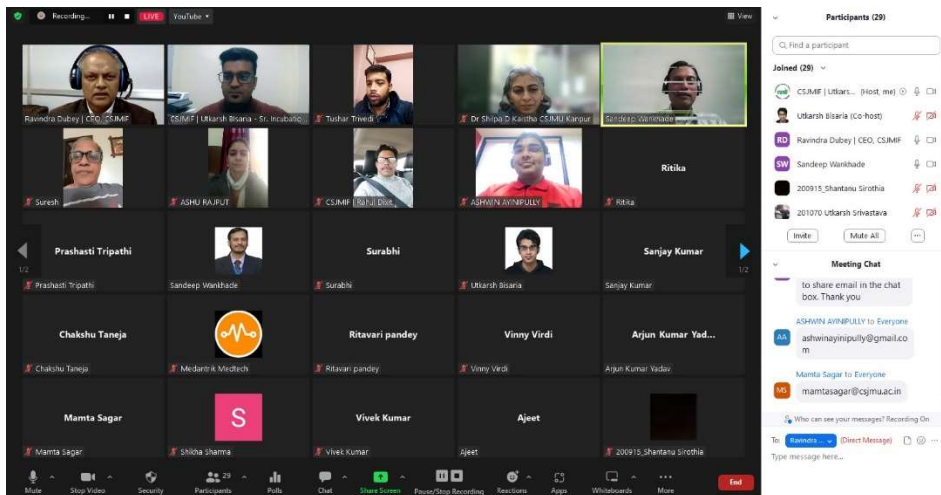 Recording...
LIVE
YouTube
View
Ravindra Dubey | CEO, CSJMIF
CSJMIF | Utkarsh Bisaria - Sr. Incubatio...
Tushar Trivedi
Dr Shilpa D Kaistha CSJMU Kanpur
Sandeep Wankhade
Suresh
ASHU RAJPUT
CSJMIF | Rahul Dixit
ASHWIN AYINIPULLY
Ritika
Ritika
Prashasti Tripathi
Surabhi
Sanjay Kumar
1/2
1/2
Prashasti Tripathi
Sandeep Wankhade
Surabhi
Utkarsh Bisaria
Sanjay Kumar
Chakshu Taneja
Ritavari pandey
Vinny Virdi
Arjun Kumar Yad...
Chakshu Taneja
Medantrik Medtech
Ritavari pandey
Vinny Virdi
Arjun Kumar Yadav
Mamta Sagar
S
Vivek Kumar
Ajeet
Mamta Sagar
Shikha Sharma
Vivek Kumar
Ajeet
200915_Shantanu Sirothia
Mute
Stop Video
Security
29
Participants
Polls
Chat
Share Screen
Pause/Stop Recording
Reactions
Apps
Whiteboards
More
End
Participants (29)
Find a participant
Joined (29)
CSJMIF | Utkars... (Host, me)
Utkarsh Bisaria (Co-host)
RD
Ravindra Dubey | CEO, CSJMIF
SW
Sandeep Wankhade
200915_Shantanu Sirothia
201070 Utkarsh Srivastava
Invite
Mute All
...
Meeting Chat
to share email in the chat
box. Thank you
ASHWIN AYINIPULLY to Everyone
AA
ashwinayinipully@gmail.co
m
Mamta Sagar to Everyone
MS
mamtasagar@csjmu.ac.in
Who can see your messages? Recording On
To:
Ravindra ...
(Direct Message)
Type message here...